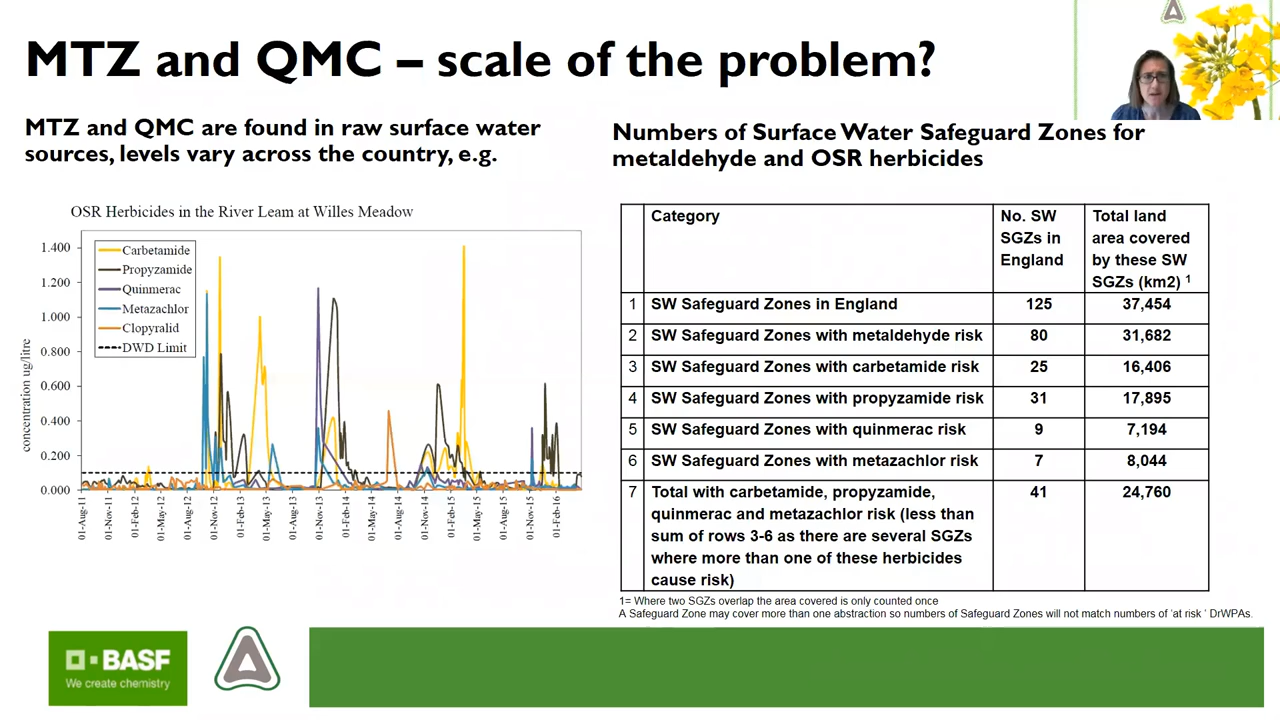 MTZ and QMC – scale of the problem?
MTZ and QMC are found in raw surface water
sources, levels vary across the country, e.g.
OSR Herbicides in the River Leam at Willes Meadow
concentration ug/litre
1.400
1.200
1.000
0.800
0.600
0.400
0.200
0.000
Carbetamide
Propyzamide
Quinmerac
Metazachlor
Clopyralid
DWD Limit
01-Aug-11
01-Nov-11
01-Feb-12
01-May-12
01-Aug-12
01-Nov-12
01-Feb-13
01-May-13
01-Aug-13
01-Nov-13
01-Feb-14
01-May-14
01-Aug-14
01-Nov-14
01-Feb-15
01-May-15
01-Aug-15
01-Nov-15
01-Feb-16
Numbers of Surface Water Safeguard Zones for
metaldehyde and OSR herbicides
Category
No. SW
SGZs in
England
Total land
area covered
by these SW
SGZs (km2) 1
1 SW Safeguard Zones in England 125 37,454
2 SW Safeguard Zones with metaldehyde risk 80 31,682
3 SW Safeguard Zones with carbetamide risk 25 16,406
4 SW Safeguard Zones with propyzamide risk 31 17,895
5 SW Safeguard Zones with quinmerac risk 9 7,194
6 SW Safeguard Zones with metazachlor risk 7 8,044
7 Total with carbetamide, propyzamide, 41 24,760
quinmerac and metazachlor risk (less than
sum of rows 3-6 as there are several SGZs
where more than one of these herbicides
cause risk)
1= Where two SGZs overlap the area covered is only counted once
A Safeguard Zone may cover more than one abstraction so numbers of Safeguard Zones will not match numbers of 'at risk ' DrWPAs.
BASF
We create chemistry